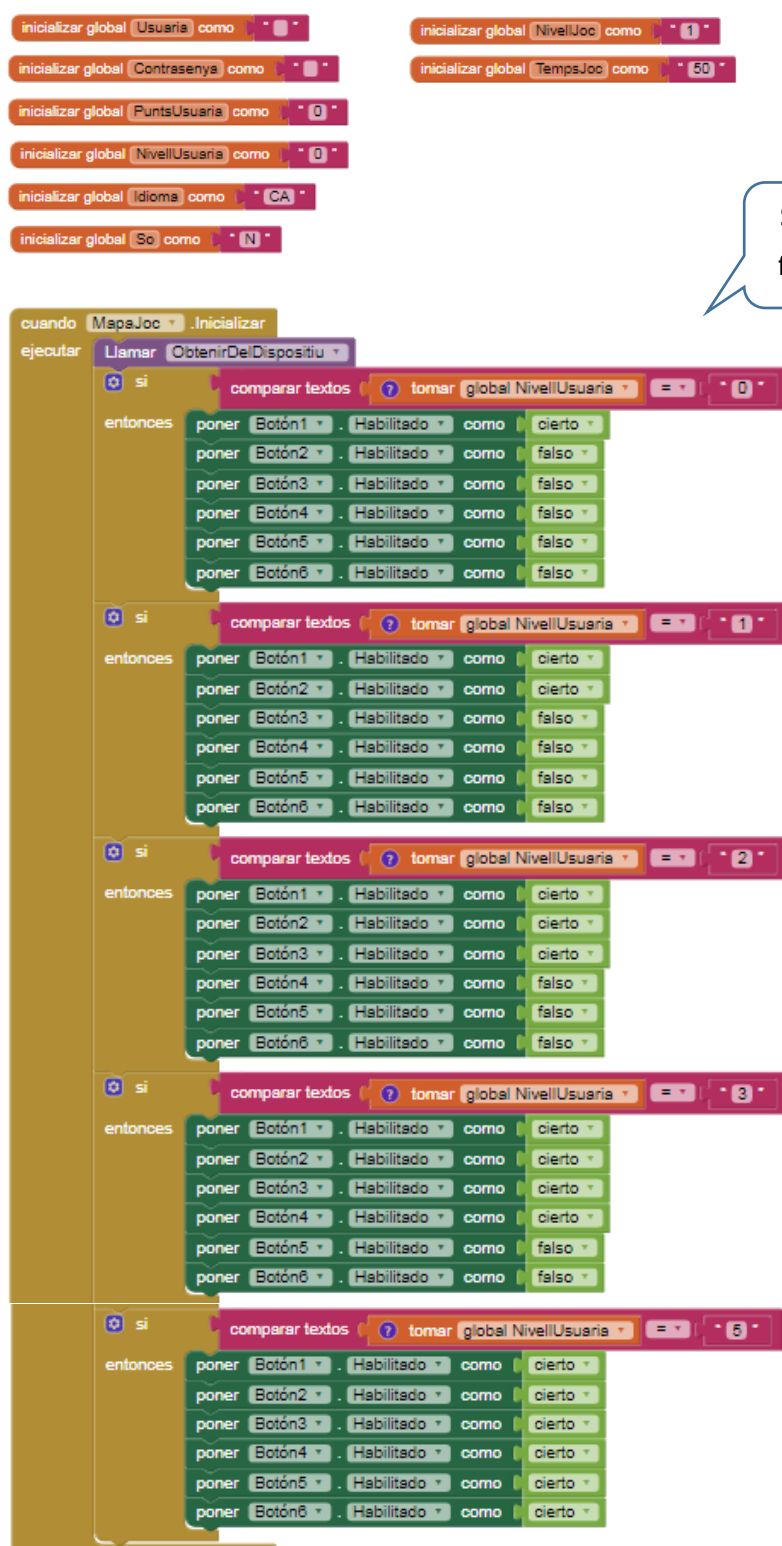 inicializar global Usuaria como " "
inicializar global NivellJoc como " 1 "
inicializar global Contrasenya como " "
inicializar global TempsJoc como " 50 "
inicializar global PuntsUsuaria como " 0 "
inicializar global NivellUsuaria como " 0 "
inicializar global Idioma como " CA "
inicializar global So como " N "
cuando MapaJoc .Inicializar
ejecutar Llamar ObtenirDelDispositiu
si comparar textos ? tomar global NivellUsuaria = " 0 "
entonces poner Botón1 . Habilitado como cierto
poner Botón2 . Habilitado como falso
poner Botón3 . Habilitado como falso
poner Botón4 . Habilitado como falso
poner Botón5 . Habilitado como falso
poner Botón6 . Habilitado como falso
si comparar textos ? tomar global NivellUsuaria = " 1 "
entonces poner Botón1 . Habilitado como cierto
poner Botón2 . Habilitado como cierto
poner Botón3 . Habilitado como falso
poner Botón4 . Habilitado como falso
poner Botón5 . Habilitado como falso
poner Botón6 . Habilitado como falso
si comparar textos ? tomar global NivellUsuaria = " 2 "
entonces poner Botón1 . Habilitado como cierto
poner Botón2 . Habilitado como cierto
poner Botón3 . Habilitado como cierto
poner Botón4 . Habilitado como falso
poner Botón5 . Habilitado como falso
poner Botón6 . Habilitado como falso
si comparar textos ? tomar global NivellUsuaria = " 3 "
entonces poner Botón1 . Habilitado como cierto
poner Botón2 . Habilitado como cierto
poner Botón3 . Habilitado como cierto
poner Botón4 . Habilitado como cierto
poner Botón5 . Habilitado como falso
poner Botón6 . Habilitado como falso
si comparar textos ? tomar global NivellUsuaria = " 5 "
entonces poner Botón1 . Habilitado como cierto
poner Botón2 . Habilitado como cierto
poner Botón3 . Habilitado como cierto
poner Botón4 . Habilitado como cierto
poner Botón5 . Habilitado como cierto
poner Botón6 . Habilitado como cierto